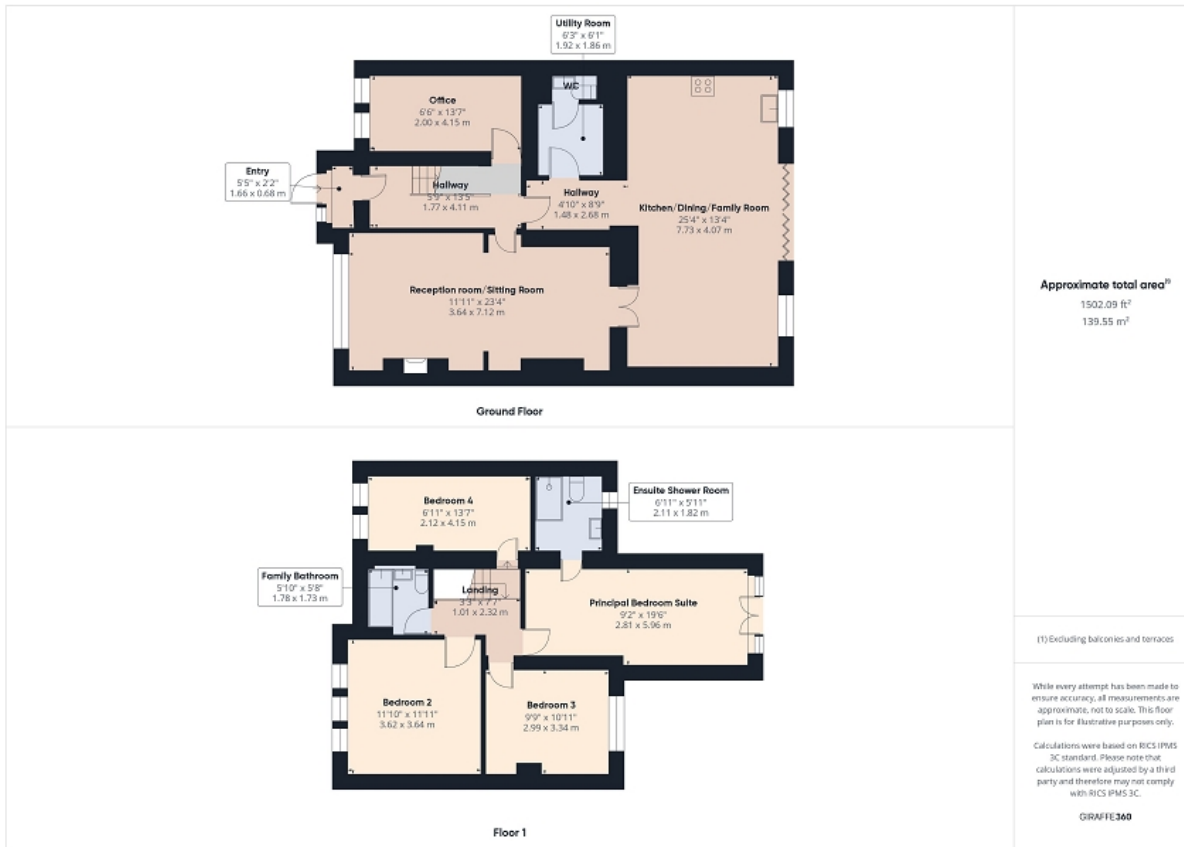 Utility Room
6'3" x 6'1"
1.92 x 1.86 m
WC
Office
6'6" x 13'7"
2.00 x 4.15 m
Entry
5'5" x 2'2"
1.66 x 0.68 m
Hallway
5'9" x 13'5"
1.77 x 4.11 m
Hallway
4'10" x 8'9"
1.48 x 2.68 m
Kitchen/Dining/Family Room
25'4" x 13'4"
7.73 x 4.07 m
Reception room/Sitting Room
11'11" x 23'4"
3.64 x 7.12 m
Ground Floor
Bedroom 4
6'11" x 13'7"
2.12 x 4.15 m
Ensuite Shower Room
6'11" x 5'11"
2.11 x 1.82 m
Family Bathroom
5'10" x 5'8"
1.78 x 1.73 m
Landing
3'3" x 7'7"
1.01 x 2.32 m
Principal Bedroom Suite
9'2" x 19'6"
2.81 x 5.96 m
Bedroom 2
11'10" x 11'11"
3.62 x 3.64 m
Bedroom 3
9'9" x 10'11"
2.99 x 3.34 m
Floor 1
Approximate total area⁽¹⁾
1502.09 ft²
139.55 m²
(1) Excluding balconies and terraces
While every attempt has been made to
ensure accuracy, all measurements are
approximate, not to scale. This floor
plan is for illustrative purposes only.
Calculations were based on RICS IPMS
3C standard. Please note that
calculations were adjusted by a third
party and therefore may not comply
with RICS IPMS 3C.
GIRAFFE360